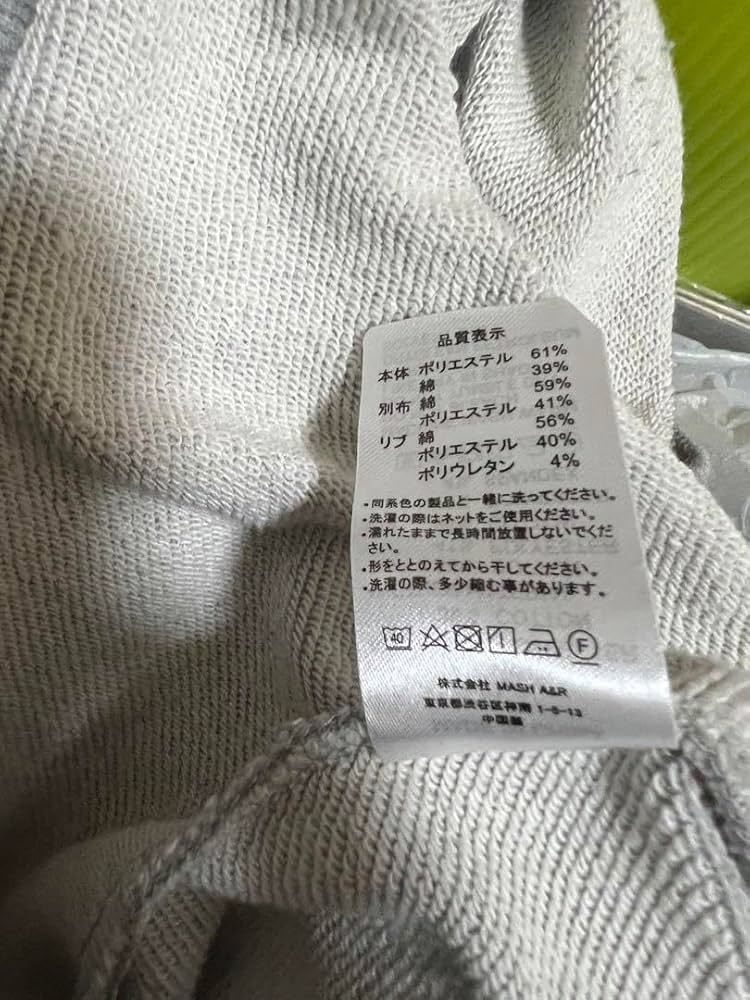 品質表示
本体 ポリエステル 61%
綿 39%
別布 綿 59%
ポリエステル 41%
リブ 綿 56%
ポリエステル 40%
ポリウレタン 4%
・同系色の製品と一緒に洗ってください。
・洗濯の際はネットをご使用ください。
・濡れたままで長時間放置しないでくだ
さい。
・形をととのえてから干してください。
・洗濯の際、多少縮む事があります。
40 F
株式会社 MASH A&R
東京都渋谷区神南 1-5-13
中国製